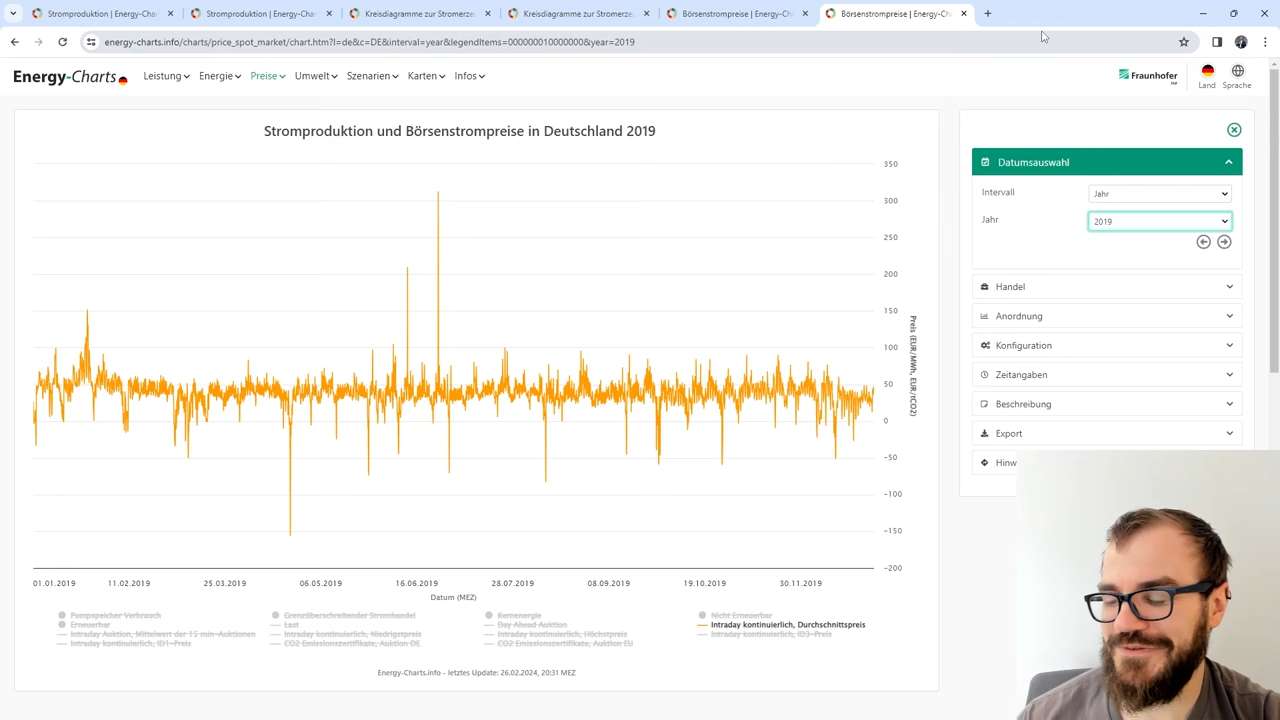 Stromproduktion | Energy-Charts
Stromproduktion | Energy-Charts
Kreisdiagramme zur Stromerze
Kreisdiagramme zur Stromerze
Börsenstrompreise | Energy-Ch
Börsenstrompreise | Energy-Ch
energy-charts.info/charts/price_spot_market/chart.htm?l=de&c=DE&interval=year&legendItems=000000010000000&year=2019
Energy-Charts
Leistung Energie Preise Umwelt Szenarien Karten Infos
Fraunhofer
ISE
Land
Sprache
Stromproduktion und Börsenstrompreise in Deutschland 2019
350
300
250
200
150
100
50
0
−50
−100
−150
−200
Preis (EUR/MWh, EUR/tCO2)
01.01.2019 11.02.2019 25.03.2019 06.05.2019 16.06.2019 28.07.2019 08.09.2019 19.10.2019 30.11.2019
Datum (MEZ)
Pumpspeicher Verbrauch Grenzüberschreitender Stromhandel Kernenergie Nicht Erneuerbar
Erneuerbar Last Day Ahead Auktion Intraday kontinuierlich, Durchschnittspreis
Intraday Auktion, Mittelwert der 15 min-Auktionen Intraday kontinuierlich, Niedrigstpreis Intraday kontinuierlich, Höchstpreis Intraday kontinuierlich, ID3-Preis
Intraday kontinuierlich, ID1-Preis CO2 Emissionszertifikate, Auktion DE CO2 Emissionszertifikate, Auktion EU
Energy-Charts.info - letztes Update: 26.02.2024, 20:31 MEZ
Datumsauswahl
Intervall Jahr
Jahr 2019
Handel
Anordnung
Konfiguration
Zeitangaben
Beschreibung
Export
Hinw